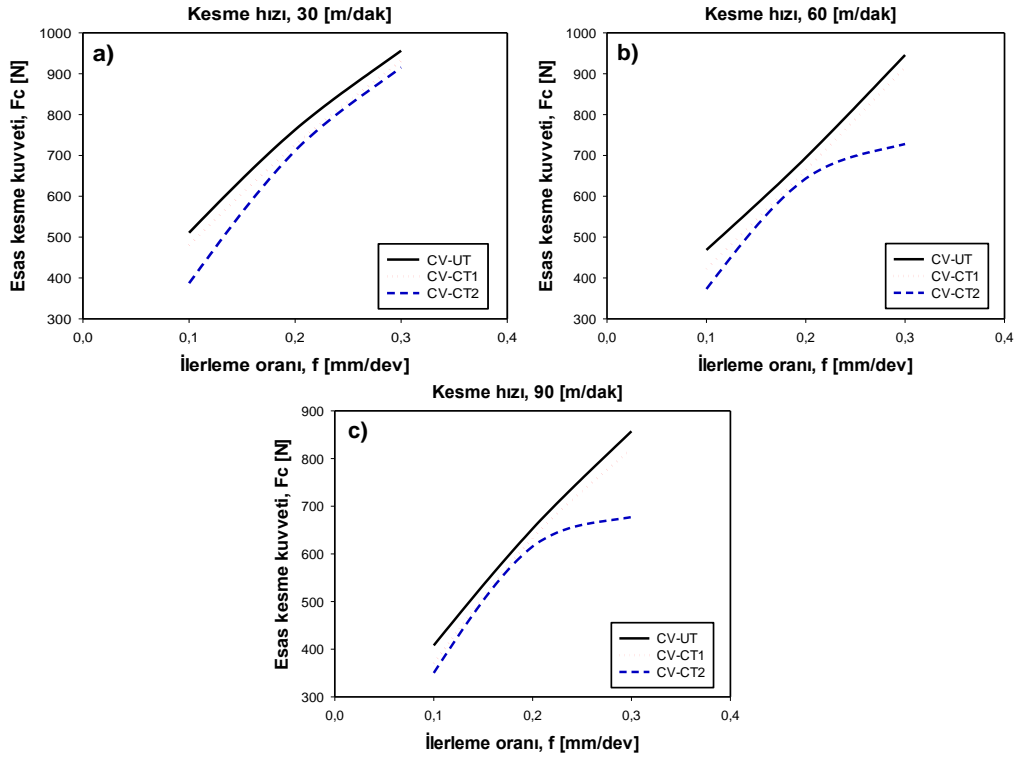 Kesme hızı, 30 [m/dak]
a)
Esas kesme kuvveti, Fc [N]
1000
900
800
700
600
500
400
300
0,0
0,1
0,2
0,3
0,4
İlerleme oranı, f [mm/dev]
CV-UT
CV-CT1
CV-CT2
Kesme hızı, 60 [m/dak]
b)
Esas kesme kuvveti, Fc [N]
1000
900
800
700
600
500
400
300
0,0
0,1
0,2
0,3
0,4
İlerleme oranı, f [mm/dev]
CV-UT
CV-CT1
CV-CT2
Kesme hızı, 90 [m/dak]
c)
Esas kesme kuvveti, Fc [N]
900
800
700
600
500
400
300
0,0
0,1
0,2
0,3
0,4
İlerleme oranı, f [mm/dev]
CV-UT
CV-CT1
CV-CT2